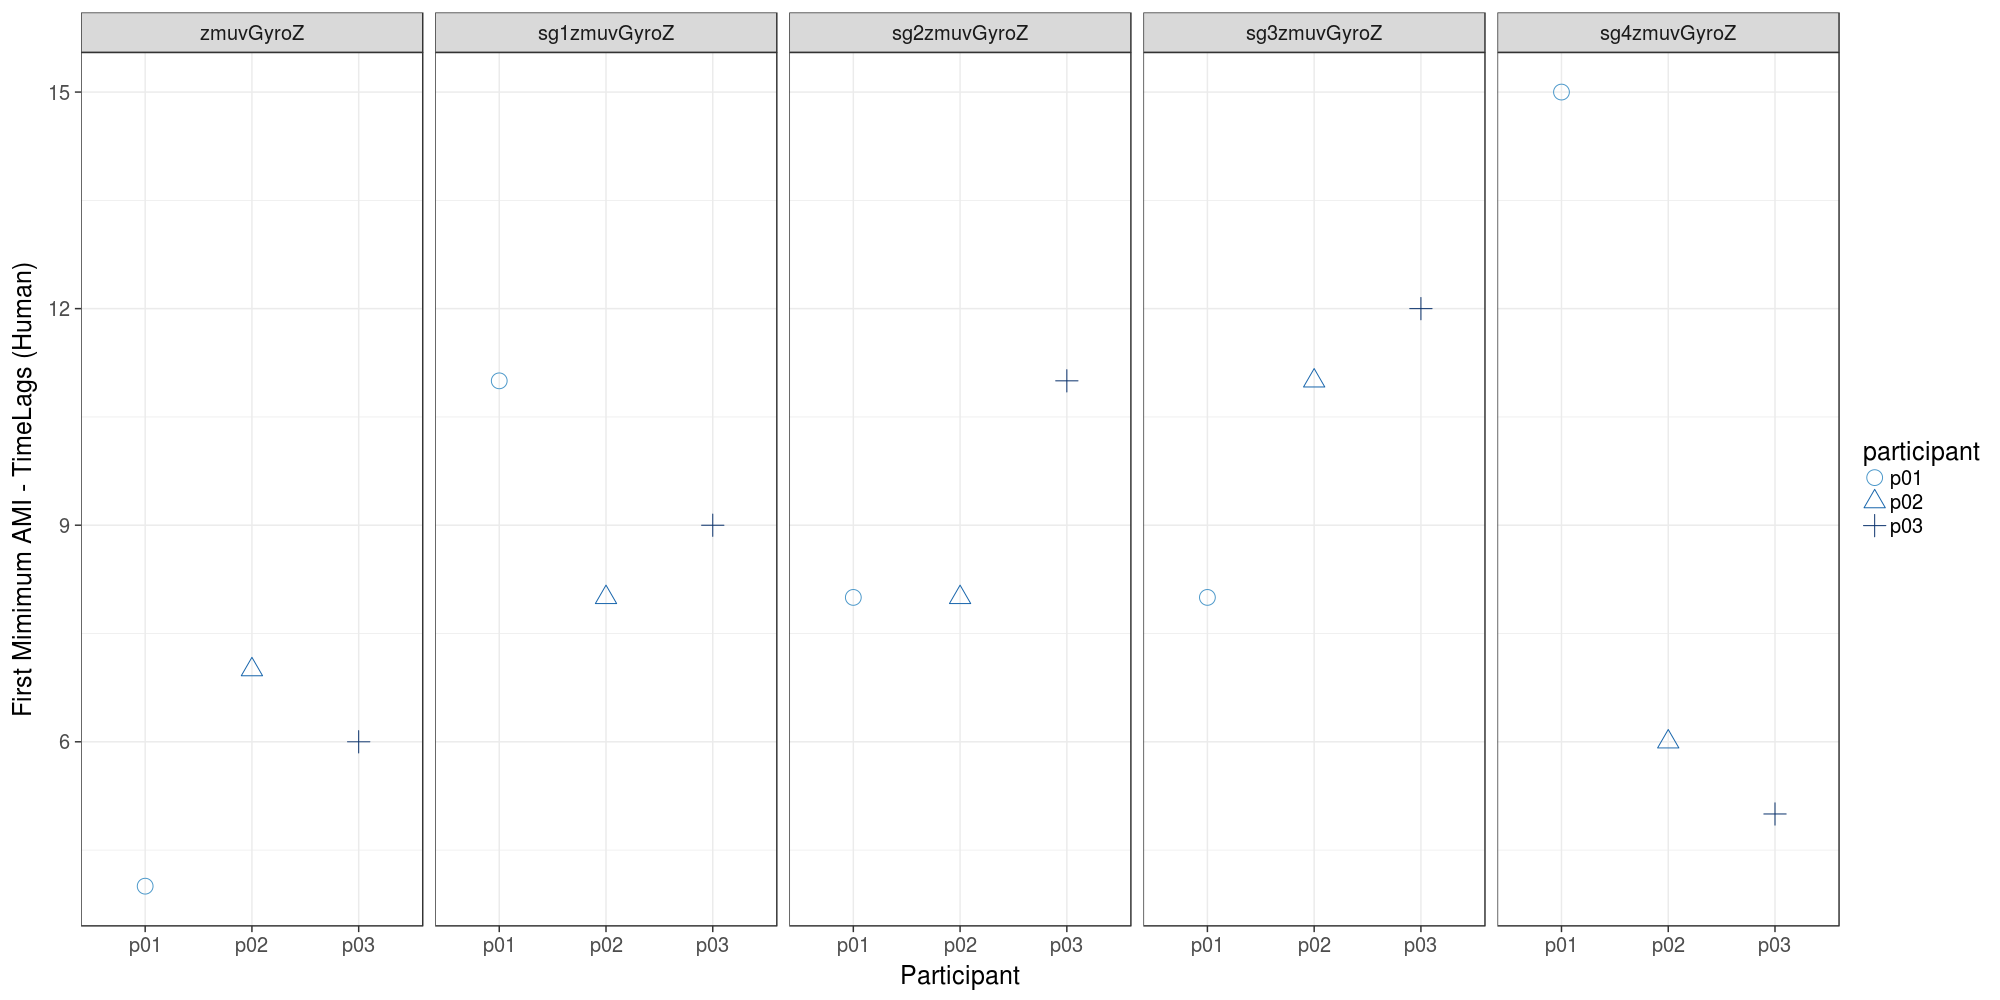 zmuvGyroZ sg1zmuvGyroZ sg2zmuvGyroZ sg3zmuvGyroZ sg4zmuvGyroZ
15
12
9
6
First Mimimum AMI - TimeLags (Human)
p01 p02 p03 p01 p02 p03 p01 p02 p03 p01 p02 p03 p01 p02 p03
Participant
participant
p01
p02
p03